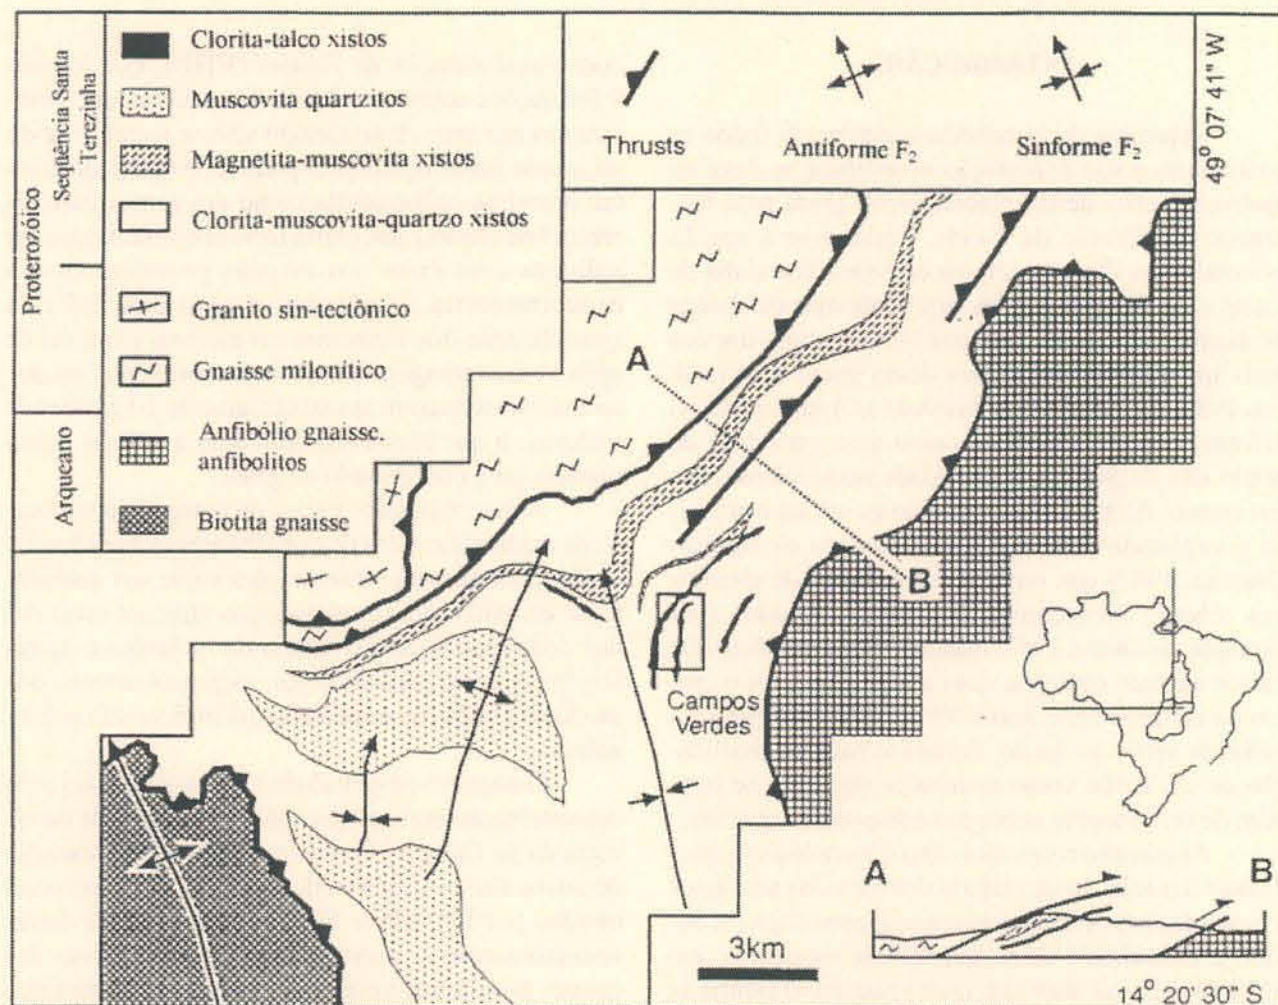 Proterozóico
Arqueano
Seqüência Santa
Terezinha
Clorita-talco xistos
Muscovita quartzitos
Magnetita-muscovita xistos
Clorita-muscovita-quartzo xistos
Granito sin-tectônico
Gnaisse milonítico
Anfibólio gnaisse,
anfibolitos
Biotita gnaisse
Thrusts
Antiforme F2
Sinforme F2
49° 07' 41" W
A
B
Campos
Verdes
A
B
3km
14° 20' 30" S